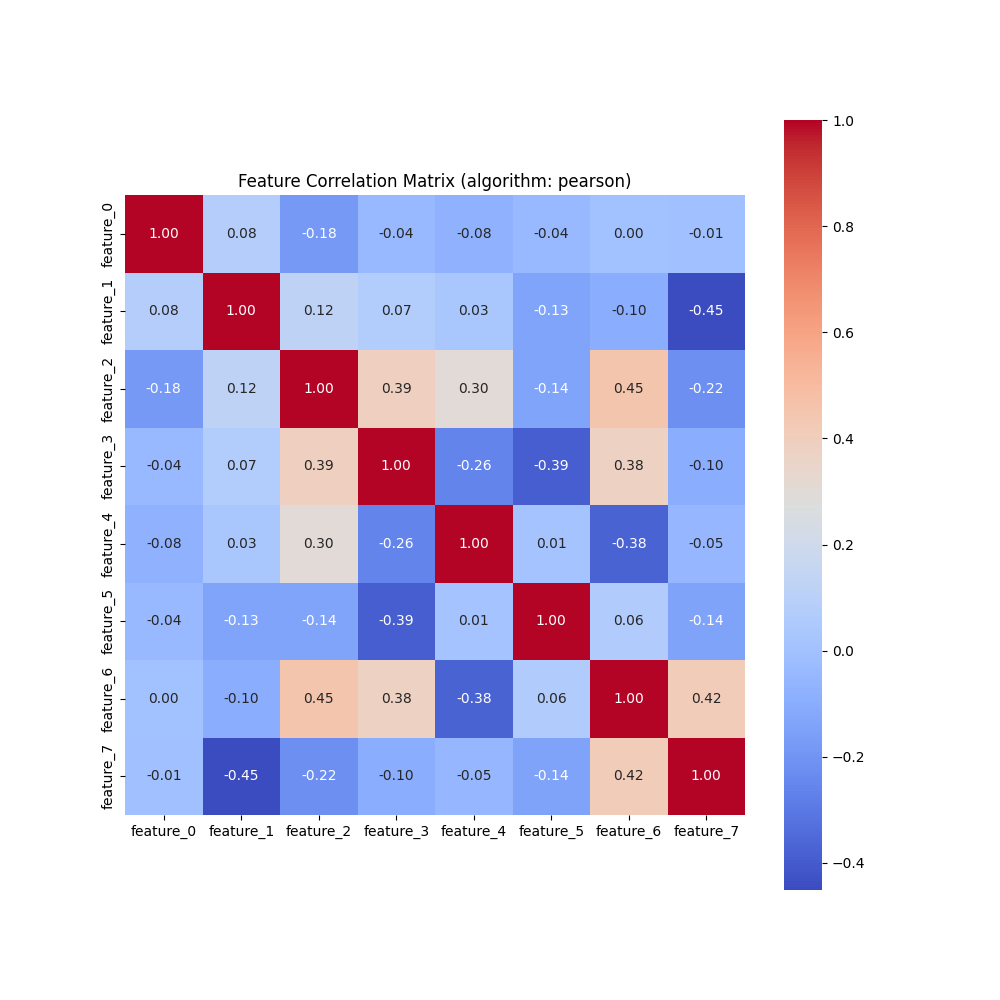 Feature Correlation Matrix (algorithm: pearson)
feature_0 1.00 0.08 -0.18 -0.04 -0.08 -0.04 0.00 -0.01
feature_1 0.08 1.00 0.12 0.07 0.03 -0.13 -0.10 -0.45
feature_2 -0.18 0.12 1.00 0.39 0.30 -0.14 0.45 -0.22
feature_3 -0.04 0.07 0.39 1.00 -0.26 -0.39 0.38 -0.10
feature_4 -0.08 0.03 0.30 -0.26 1.00 0.01 -0.38 -0.05
feature_5 -0.04 -0.13 -0.14 -0.39 0.01 1.00 0.06 -0.14
feature_6 0.00 -0.10 0.45 0.38 -0.38 0.06 1.00 0.42
feature_7 -0.01 -0.45 -0.22 -0.10 -0.05 -0.14 0.42 1.00
feature_0 feature_1 feature_2 feature_3 feature_4 feature_5 feature_6 feature_7
1.0
0.8
0.6
0.4
0.2
0.0
−0.2
−0.4